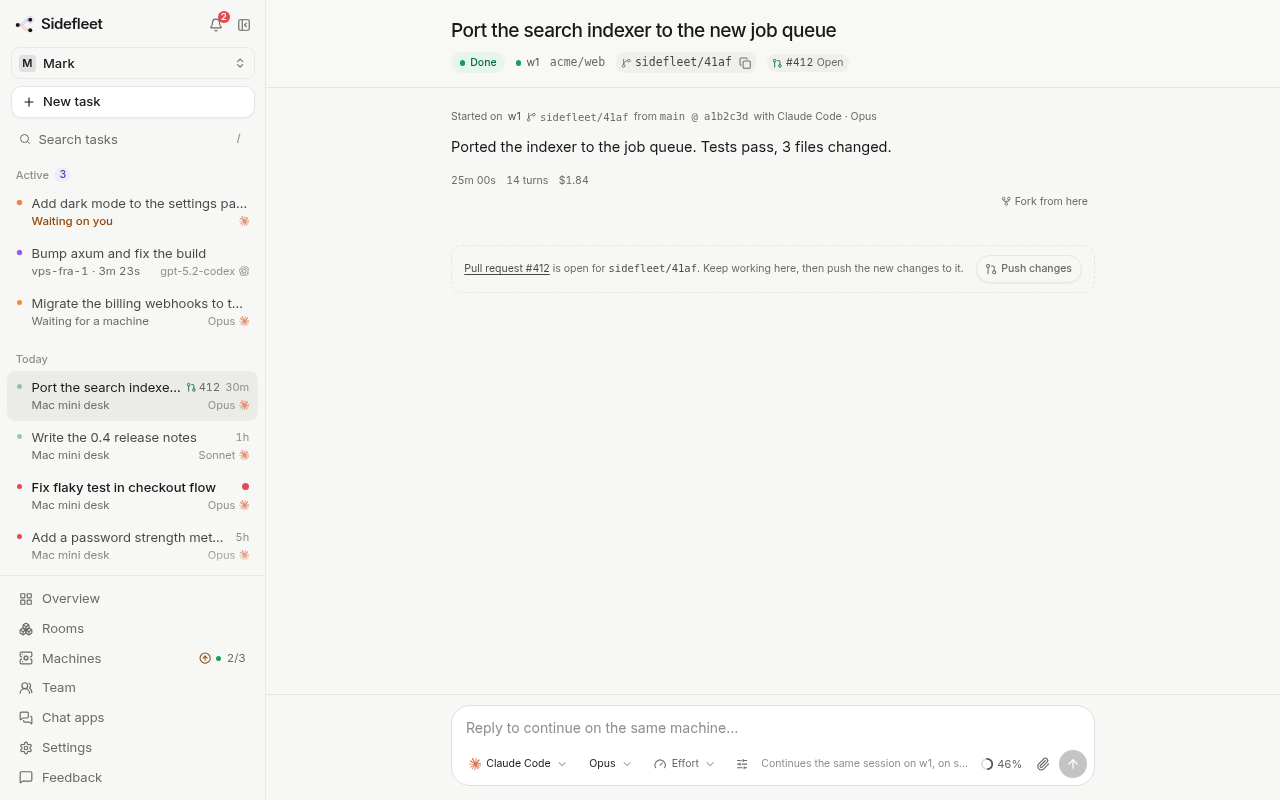 Sidefleet
2
M Mark
New task
Search tasks /
Active 3
Add dark mode to the settings pa...
Waiting on you
Bump axum and fix the build
vps-fra-1 · 3m 23s gpt-5.2-codex
Migrate the billing webhooks to t...
Waiting for a machine Opus
Today
Port the search indexe... 412 30m
Mac mini desk Opus
Write the 0.4 release notes 1h
Mac mini desk Sonnet
Fix flaky test in checkout flow
Mac mini desk Opus
Add a password strength met... 5h
Mac mini desk Opus
Overview
Rooms
Machines 2/3
Team
Chat apps
Settings
Feedback
Port the search indexer to the new job queue
Done w1 acme/web sidefleet/41af #412 Open
Started on w1 sidefleet/41af from main @ a1b2c3d with Claude Code · Opus
Ported the indexer to the job queue. Tests pass, 3 files changed.
25m 00s 14 turns $1.84
Fork from here
Pull request #412 is open for sidefleet/41af. Keep working here, then push the new changes to it. Push changes
Reply to continue on the same machine...
Claude Code Opus Effort Continues the same session on w1, on s... 46%